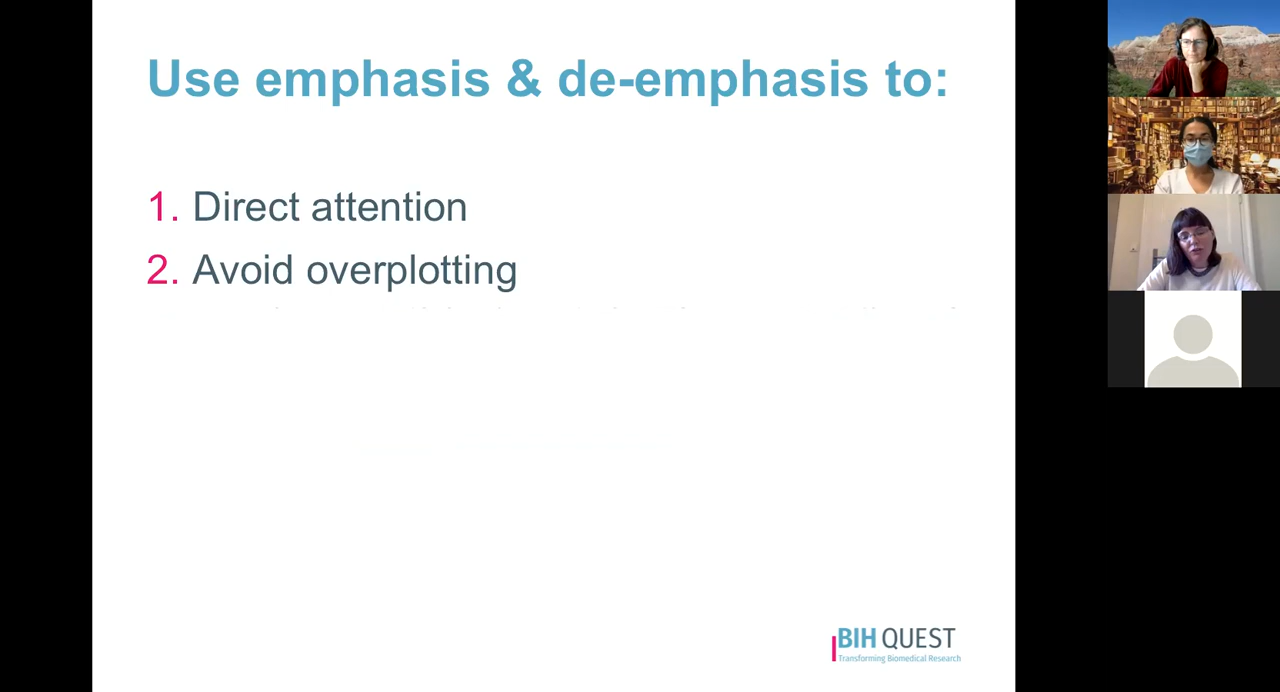 Use emphasis & de-emphasis to:
1. Direct attention
2. Avoid overplotting
BIH QUEST
Transforming Biomedical Research